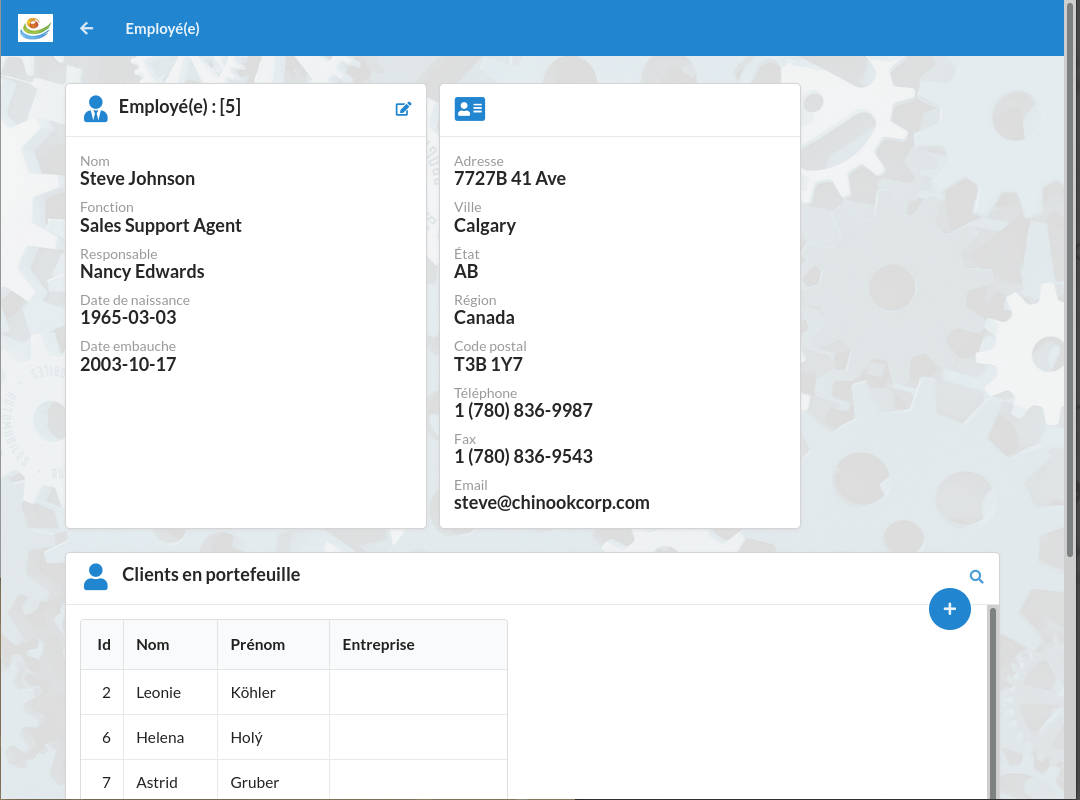 Employé(e)
Employé(e) : [5]
Nom
Steve Johnson
Fonction
Sales Support Agent
Responsable
Nancy Edwards
Date de naissance
1965-03-03
Date embauche
2003-10-17
Adresse
7727B 41 Ave
Ville
Calgary
État
AB
Région
Canada
Code postal
T3B 1Y7
Téléphone
1 (780) 836-9987
Fax
1 (780) 836-9543
Email
steve@chinookcorp.com
Clients en portefeuille
Id Nom Prénom Entreprise
2 Leonie Köhler
6 Helena Holý
7 Astrid Gruber